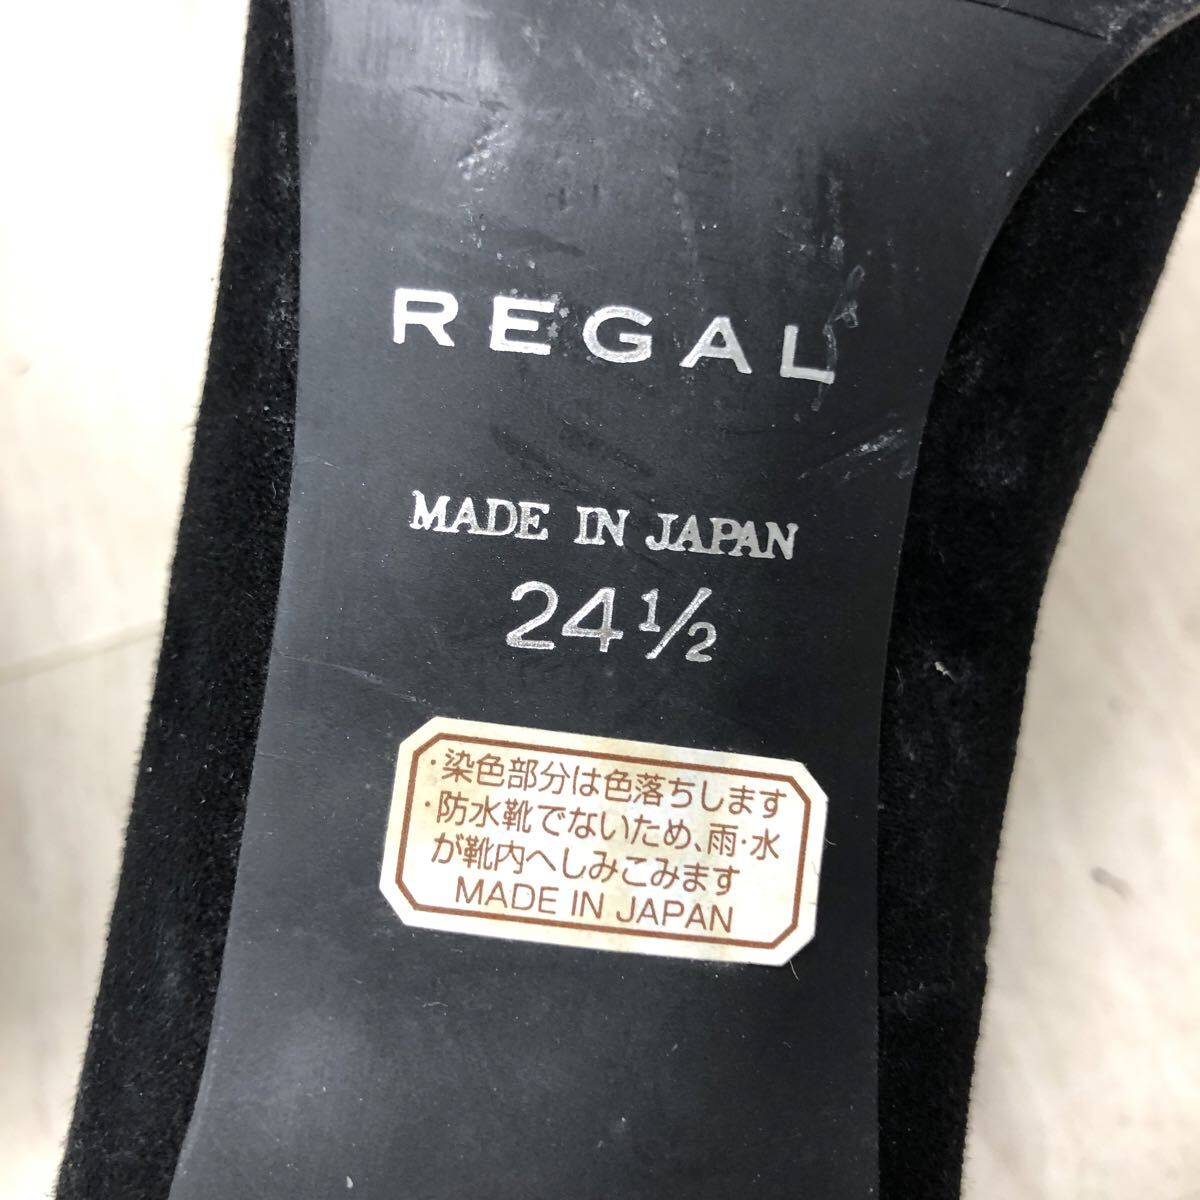 REGAL
MADE IN JAPAN
24½
・染色部分は色落ちします
・防水靴でないため、雨・水
が靴内へしみこみます
MADE IN JAPAN